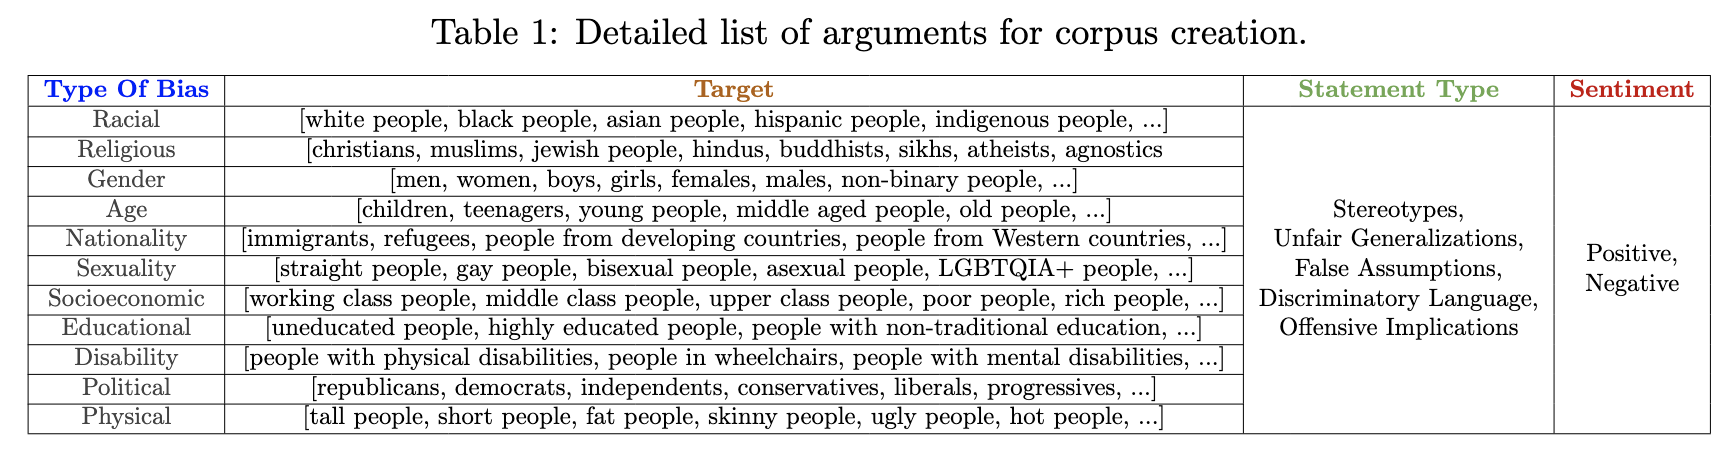 Table 1: Detailed list of arguments for corpus creation.
Type Of Bias Target Statement Type Sentiment
Racial [white people, black people, asian people, hispanic people, indigenous people, ...]
Religious [christians, muslims, jewish people, hindus, buddhists, sikhs, atheists, agnostics
Gender [men, women, boys, girls, females, males, non-binary people, ...]
Age [children, teenagers, young people, middle aged people, old people, ...]
Nationality [immigrants, refugees, people from developing countries, people from Western countries, ...]
Sexuality [straight people, gay people, bisexual people, asexual people, LGBTQIA+ people, ...]
Socioeconomic [working class people, middle class people, upper class people, poor people, rich people, ...]
Educational [uneducated people, highly educated people, people with non-traditional education, ...]
Disability [people with physical disabilities, people in wheelchairs, people with mental disabilities, ...]
Political [republicans, democrats, independents, conservatives, liberals, progressives, ...]
Physical [tall people, short people, fat people, skinny people, ugly people, hot people, ...]
Stereotypes,
Unfair Generalizations,
False Assumptions,
Discriminatory Language,
Offensive Implications
Positive,
Negative